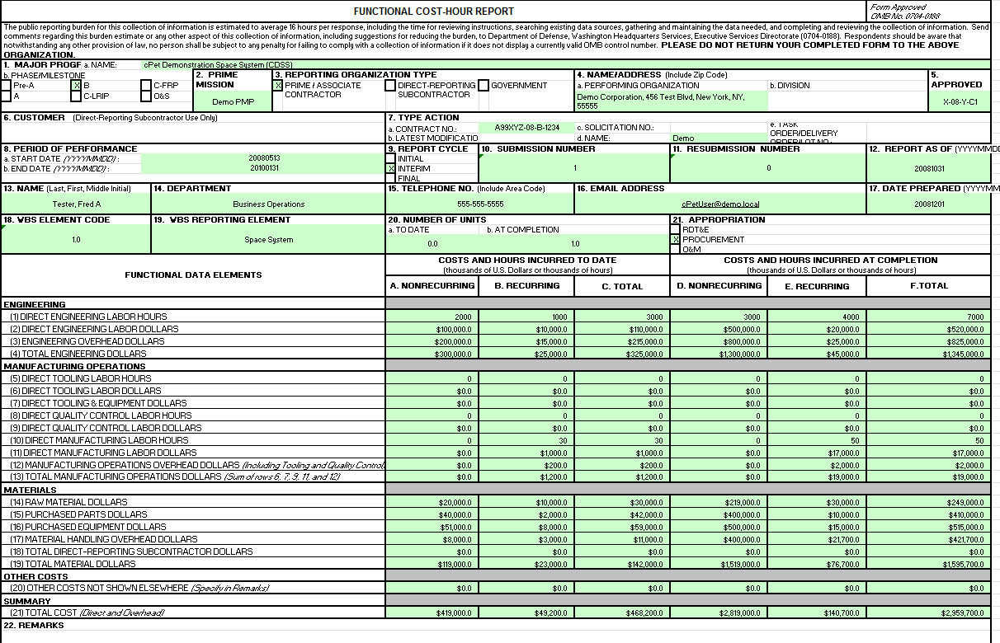 FUNCTIONAL COST-HOUR REPORT
Form Approved
OMB No. 0704-0188
The public reporting burden for this collection of information is estimated to average 16 hours per response, including the time for reviewing instructions, searching existing data sources, gathering and maintaining the data needed, and completing and reviewing the collection of information. Send
comments regarding this burden estimate or any other aspect of this collection of information, including suggestions for reducing the burden, to Department of Defense, Washington Headquarters Services, Executive Services Directorate (0704-0188). Respondents should be aware that
notwithstanding any other provision of law, no person shall be subject to any penalty for failing to comply with a collection of information if it does not display a currently valid OMB control number. PLEASE DO NOT RETURN YOUR COMPLETED FORM TO THE ABOVE
ORGANIZATION.
1. MAJOR PROGF a. NAME: cPet Demonstration Space System (CDSS)
b. PHASE/MILESTONE
Pre-A X B C-FRP
A C-LRIP O&S
2. PRIME
MISSION
Demo PMP
3. REPORTING ORGANIZATION TYPE
X PRIME / ASSOCIATE
CONTRACTOR
DIRECT-REPORTING
SUBCONTRACTOR
GOVERNMENT
4. NAME/ADDRESS (Include Zip Code)
a. PERFORMING ORGANIZATION b. DIVISION
Demo Corporation, 456 Test Blvd, New York, NY,
55555
5.
APPROVED
X-08-Y-C1
6. CUSTOMER (Direct-Reporting Subcontractor Use Only)
7. TYPE ACTION
a. CONTRACT NO.: A99XYZ-08-B-1234 c. SOLICITATION NO.:
b. LATEST MODIFICATIO d. NAME: Demo
e. TASK
ORDER/DELIVERY
ORDER/LOT NO.:
8. PERIOD OF PERFORMANCE
a. START DATE (YYYYMMDD) : 20080513
b. END DATE (YYYYMMDD) : 20100131
9. REPORT CYCLE
INITIAL
X INTERIM
FINAL
10. SUBMISSION NUMBER
1
11. RESUBMISSION NUMBER
0
12. REPORT AS OF (YYYYMMDD
20081031
13. NAME (Last, First, Middle Initial)
Tester, Fred A
14. DEPARTMENT
Business Operations
15. TELEPHONE NO. (Include Area Code)
555-555-5555
16. EMAIL ADDRESS
cPetUser@demo.local
17. DATE PREPARED (YYYYMM
20081201
18. WBS ELEMENT CODE
1.0
19. WBS REPORTING ELEMENT
Space System
20. NUMBER OF UNITS
a. TO DATE b. AT COMPLETION
0.0 1.0
21. APPROPRIATION
RDT&E
X PROCUREMENT
O&M
FUNCTIONAL DATA ELEMENTS
COSTS AND HOURS INCURRED TO DATE
(thousands of U.S. Dollars or thousands of hours)
COSTS AND HOURS INCURRED AT COMPLETION
(thousands of U.S. Dollars or thousands of hours)
A. NONRECURRING B. RECURRING C. TOTAL D. NONRECURRING E. RECURRING F.TOTAL
ENGINEERING
(1) DIRECT ENGINEERING LABOR HOURS 2000 1000 3000 3000 4000 7000
(2) DIRECT ENGINEERING LABOR DOLLARS $100,000.0 $10,000.0 $110,000.0 $500,000.0 $20,000.0 $520,000.0
(3) ENGINEERING OVERHEAD DOLLARS $200,000.0 $15,000.0 $215,000.0 $800,000.0 $25,000.0 $825,000.0
(4) TOTAL ENGINEERING DOLLARS $300,000.0 $25,000.0 $325,000.0 $1,300,000.0 $45,000.0 $1,345,000.0
MANUFACTURING OPERATIONS
(5) DIRECT TOOLING LABOR HOURS 0 0 0 0 0 0
(6) DIRECT TOOLING LABOR DOLLARS $0.0 $0.0 $0.0 $0.0 $0.0 $0.0
(7) DIRECT TOOLING & EQUIPMENT DOLLARS $0.0 $0.0 $0.0 $0.0 $0.0 $0.0
(8) DIRECT QUALITY CONTROL LABOR HOURS 0 0 0 0 0 0
(9) DIRECT QUALITY CONTROL LABOR DOLLARS $0.0 $0.0 $0.0 $0.0 $0.0 $0.0
(10) DIRECT MANUFACTURING LABOR HOURS 0 30 30 0 50 50
(11) DIRECT MANUFACTURING LABOR DOLLARS $0.0 $1,000.0 $1,000.0 $0.0 $17,000.0 $17,000.0
(12) MANUFACTURING OPERATIONS OVERHEAD DOLLARS (Including Tooling and Quality Control $0.0 $200.0 $200.0 $0.0 $2,000.0 $2,000.0
(13) TOTAL MANUFACTURING OPERATIONS DOLLARS (Sum of rows 6, 7, 9, 11, and 12) $0.0 $1,200.0 $1,200.0 $0.0 $19,000.0 $19,000.0
MATERIALS
(14) RAW MATERIAL DOLLARS $20,000.0 $10,000.0 $30,000.0 $219,000.0 $30,000.0 $249,000.0
(15) PURCHASED PARTS DOLLARS $40,000.0 $2,000.0 $42,000.0 $400,000.0 $10,000.0 $410,000.0
(16) PURCHASED EQUIPMENT DOLLARS $51,000.0 $8,000.0 $59,000.0 $500,000.0 $15,000.0 $515,000.0
(17) MATERIAL HANDLING OVERHEAD DOLLARS $8,000.0 $3,000.0 $11,000.0 $400,000.0 $21,700.0 $421,700.0
(18) TOTAL DIRECT-REPORTING SUBCONTRACTOR DOLLARS $0.0 $0.0 $0.0 $0.0 $0.0 $0.0
(19) TOTAL MATERIAL DOLLARS $119,000.0 $23,000.0 $142,000.0 $1,519,000.0 $76,700.0 $1,595,700.0
OTHER COSTS
(20) OTHER COSTS NOT SHOWN ELSEWHERE (Specify in Remarks) $0.0 $0.0 $0.0 $0.0 $0.0 $0.0
SUMMARY
(21) TOTAL COST (Direct and Overhead) $419,000.0 $49,200.0 $468,200.0 $2,819,000.0 $140,700.0 $2,959,700.0
22. REMARKS